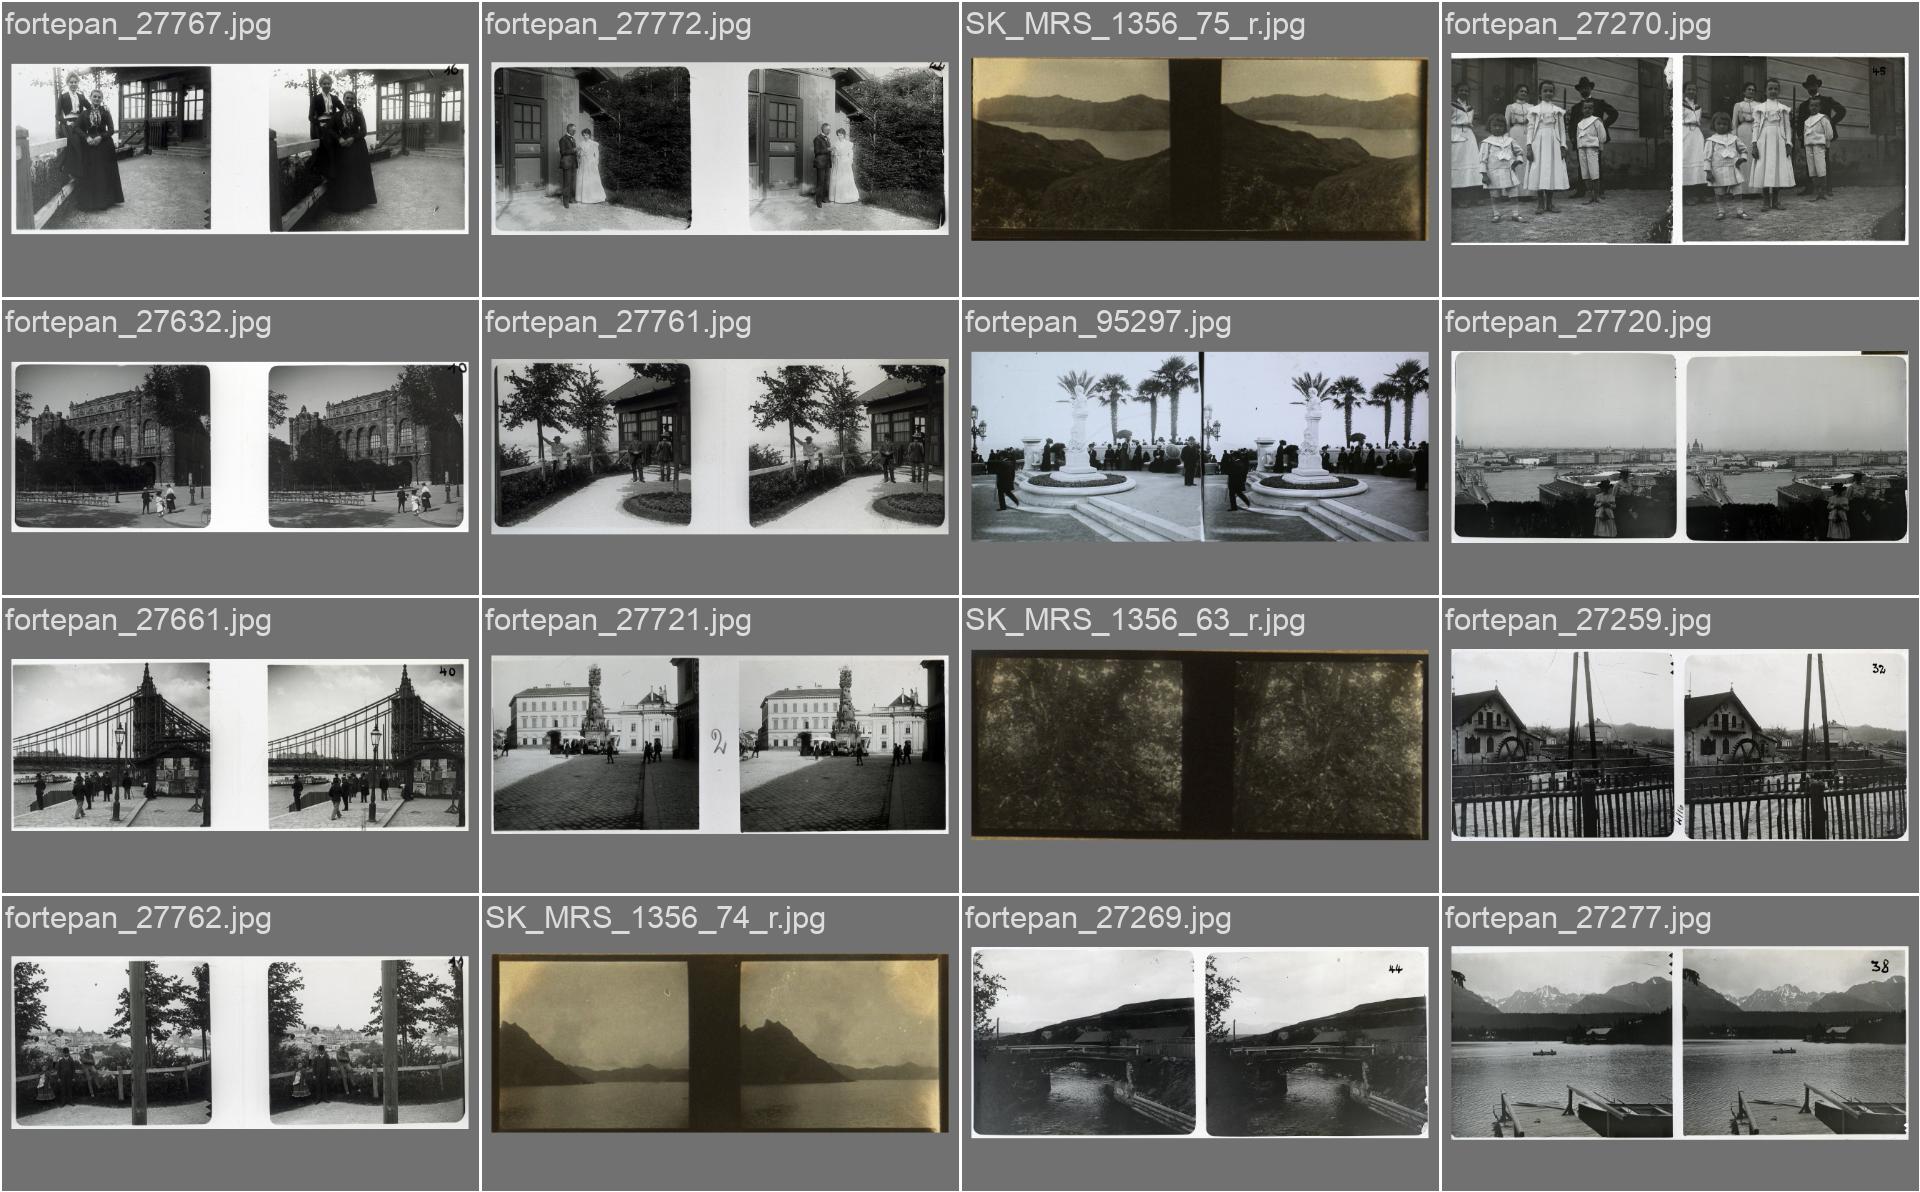 fortepan_27767.jpg
fortepan_27772.jpg
SK_MRS_1356_75_r.jpg
fortepan_27270.jpg
16
45
fortepan_27632.jpg
fortepan_27761.jpg
fortepan_95297.jpg
fortepan_27720.jpg
10
fortepan_27661.jpg
fortepan_27721.jpg
SK_MRS_1356_63_r.jpg
fortepan_27259.jpg
40
2
32
fortepan_27762.jpg
SK_MRS_1356_74_r.jpg
fortepan_27269.jpg
fortepan_27277.jpg
44
38